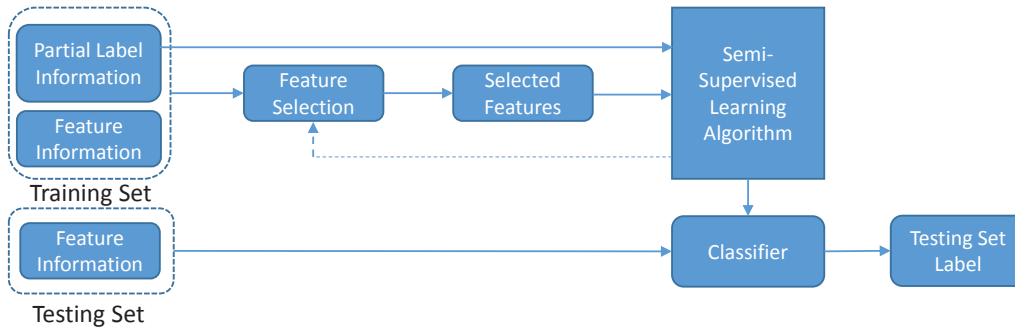 Partial Label
Information
Feature
Information
Training Set
Feature
Selection
Selected
Features
Semi-
Supervised
Learning
Algorithm
Feature
Information
Testing Set
Classifier
Testing Set
Label